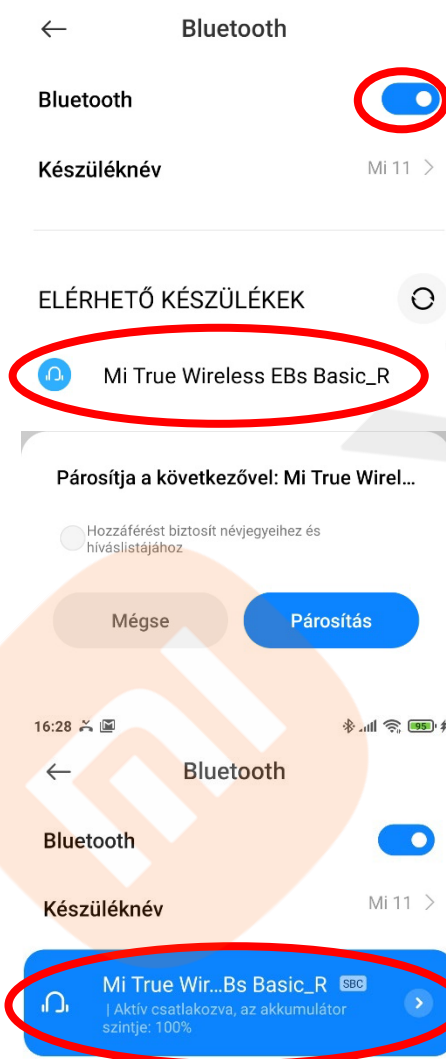 Bluetooth
Bluetooth
Készüléknév Mi 11
ELÉRHETŐ KÉSZÜLÉKEK
Mi True Wireless EBs Basic_R
Párosítja a következővel: Mi True Wirel...
Hozzáférést biztosít névjegyeihez és
híváslistájához
Mégse Párosítás
16:28 95
Bluetooth
Bluetooth
Készüléknév Mi 11
Mi True Wir...Bs Basic_R SBC
| Aktív csatlakozva, az akkumulátor
szintje: 100%